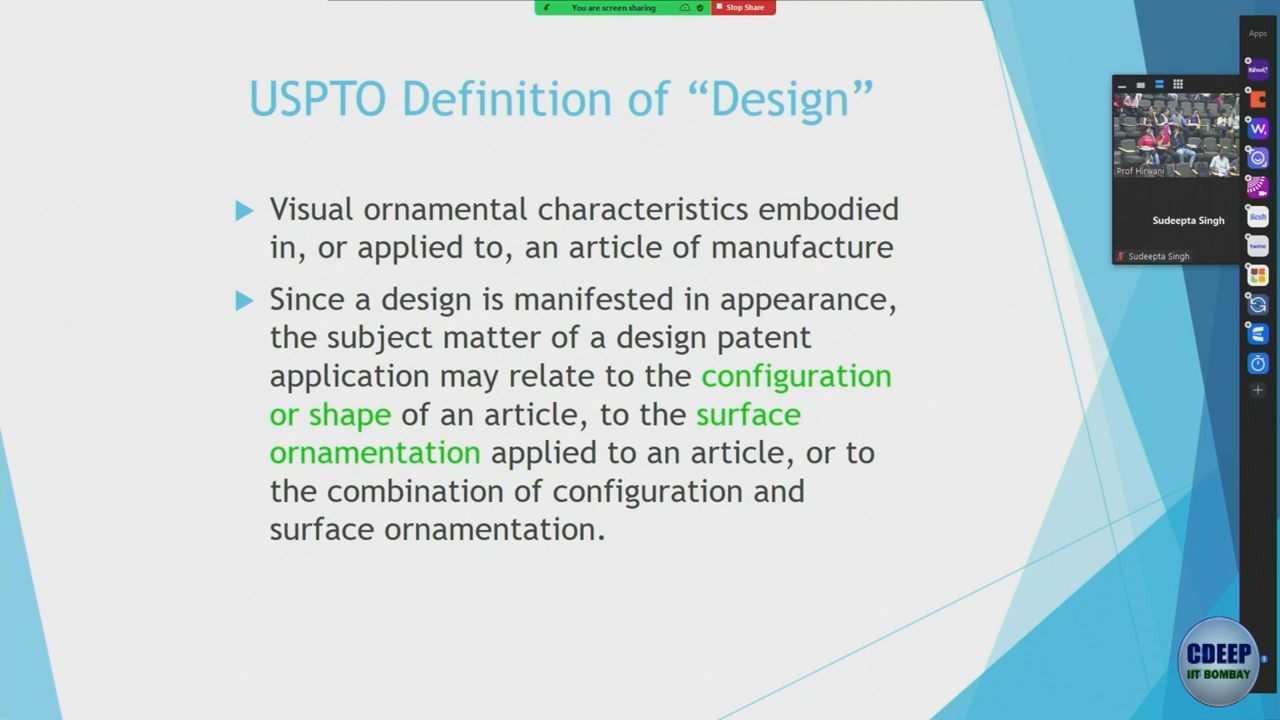 You are screen sharing
Stop Share
Apps
USPTO Definition of “Design”
Visual ornamental characteristics embodied
in, or applied to, an article of manufacture
Since a design is manifested in appearance,
the subject matter of a design patent
application may relate to the configuration
or shape of an article, to the surface
ornamentation applied to an article, or to
the combination of configuration and
surface ornamentation.
Prof Hirwani
Sudeepta Singh
Sudeepta Singh
Kahoot!
W
Sesh
twine
CDEEP
IIT BOMBAY